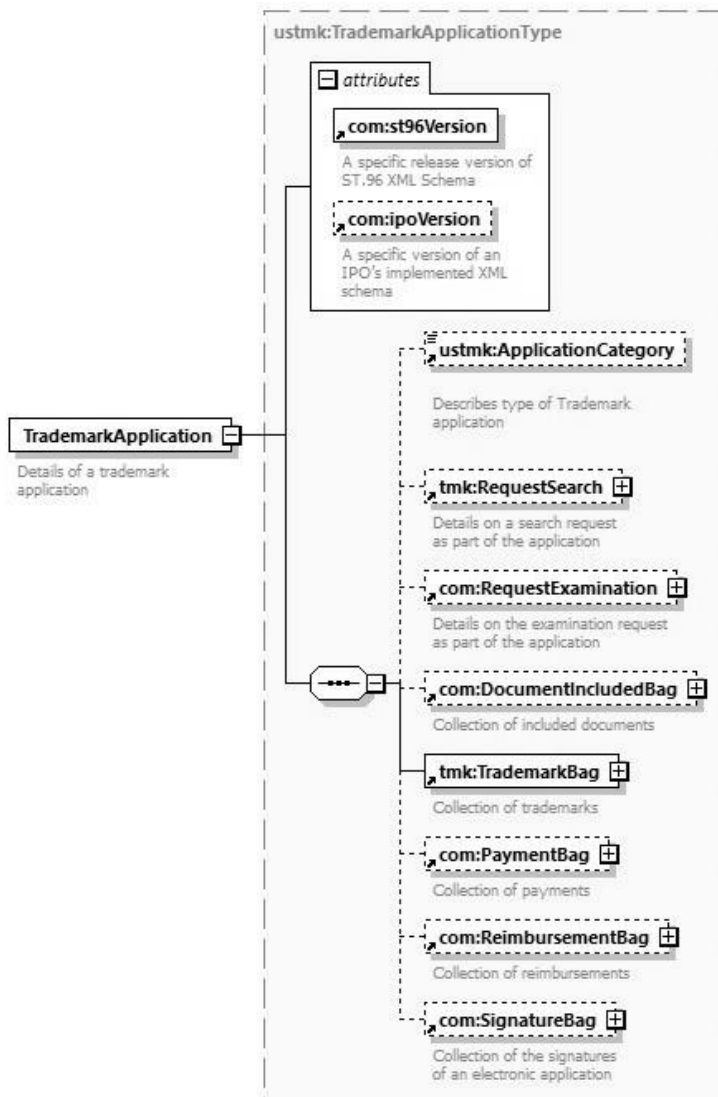 ustmk:TrademarkApplicationType
attributes
com:st96Version
A specific release version of
ST.96 XML Schema
com:ipoVersion
A specific version of an
IPO's implemented XML
schema
ustmk:ApplicationCategory
Describes type of Trademark
application
TrademarkApplication
Details of a trademark
application
tmk:RequestSearch
Details on a search request
as part of the application
com:RequestExamination
Details on the examination request
as part of the application
com:DocumentIncludedBag
Collection of included documents
tmk:TrademarkBag
Collection of trademarks
com:PaymentBag
Collection of payments
com:ReimbursementBag
Collection of reimbursements
com:SignatureBag
Collection of the signatures
of an electronic application